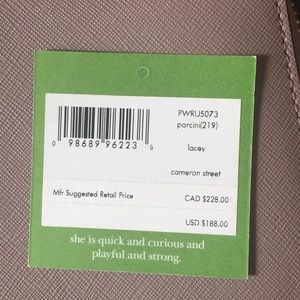 PWRU5073
porcini(219)
lacey
cameron street
0 98689 96223 5
Mfr Suggested Retail Price CAD $228.00
USD $188.00
she is quick and curious and
playful and strong.